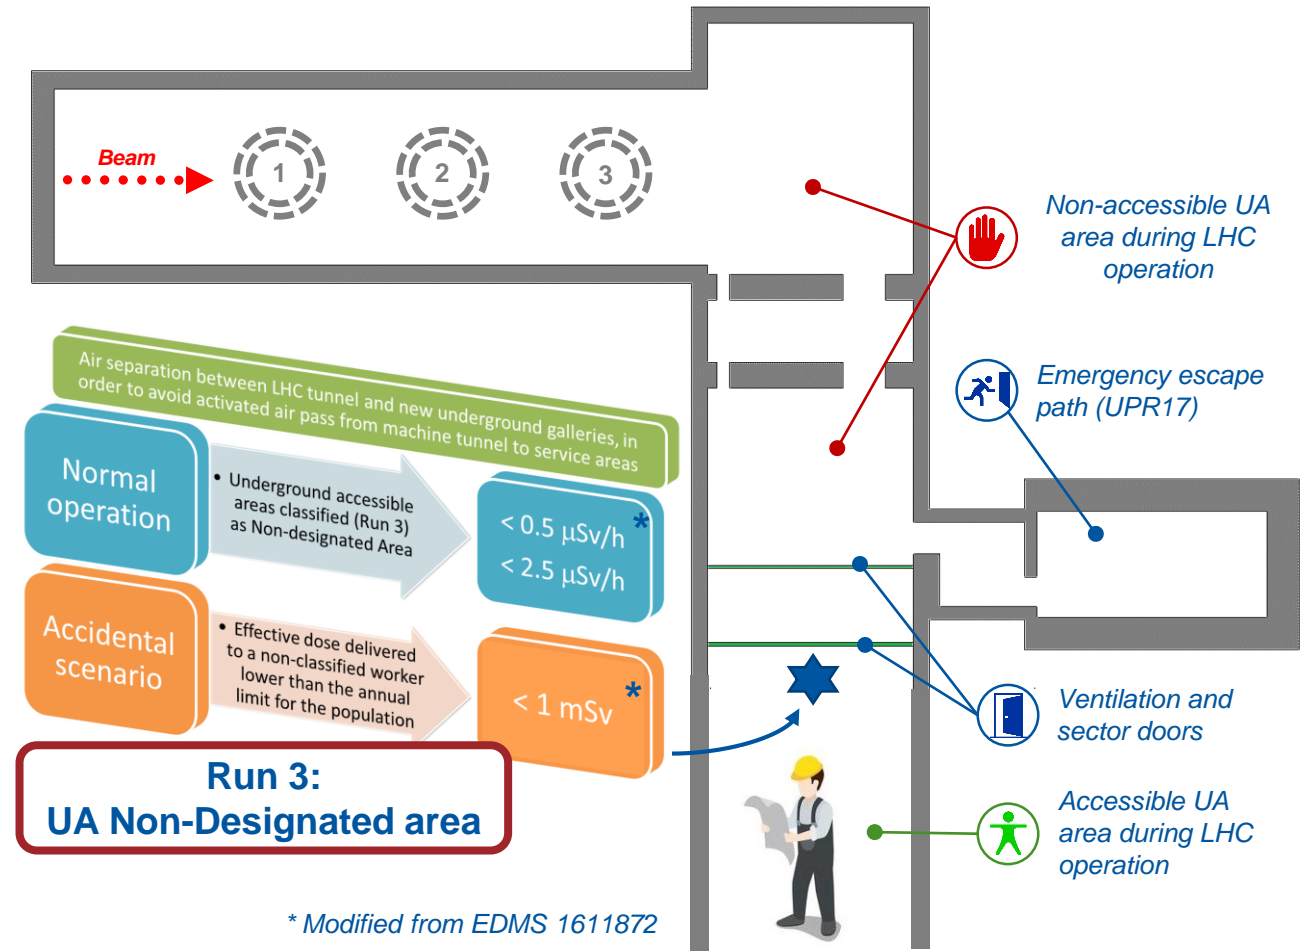 Beam
1
2
3
Non-accessible UA
area during LHC
operation
Air separation between LHC tunnel and new underground galleries, in
order to avoid activated air pass from machine tunnel to service areas
Emergency escape
path (UPR17)
Normal
operation
• Underground accessible
areas classified (Run 3)
as Non-designated Area
< 0.5 μSv/h *
< 2.5 μSv/h
Accidental
scenario
• Effective dose delivered
to a non-classified worker
lower than the annual
limit for the population
< 1 mSv *
Ventilation and
sector doors
Run 3:
UA Non-Designated area
Accessible UA
area during LHC
operation
* Modified from EDMS 1611872